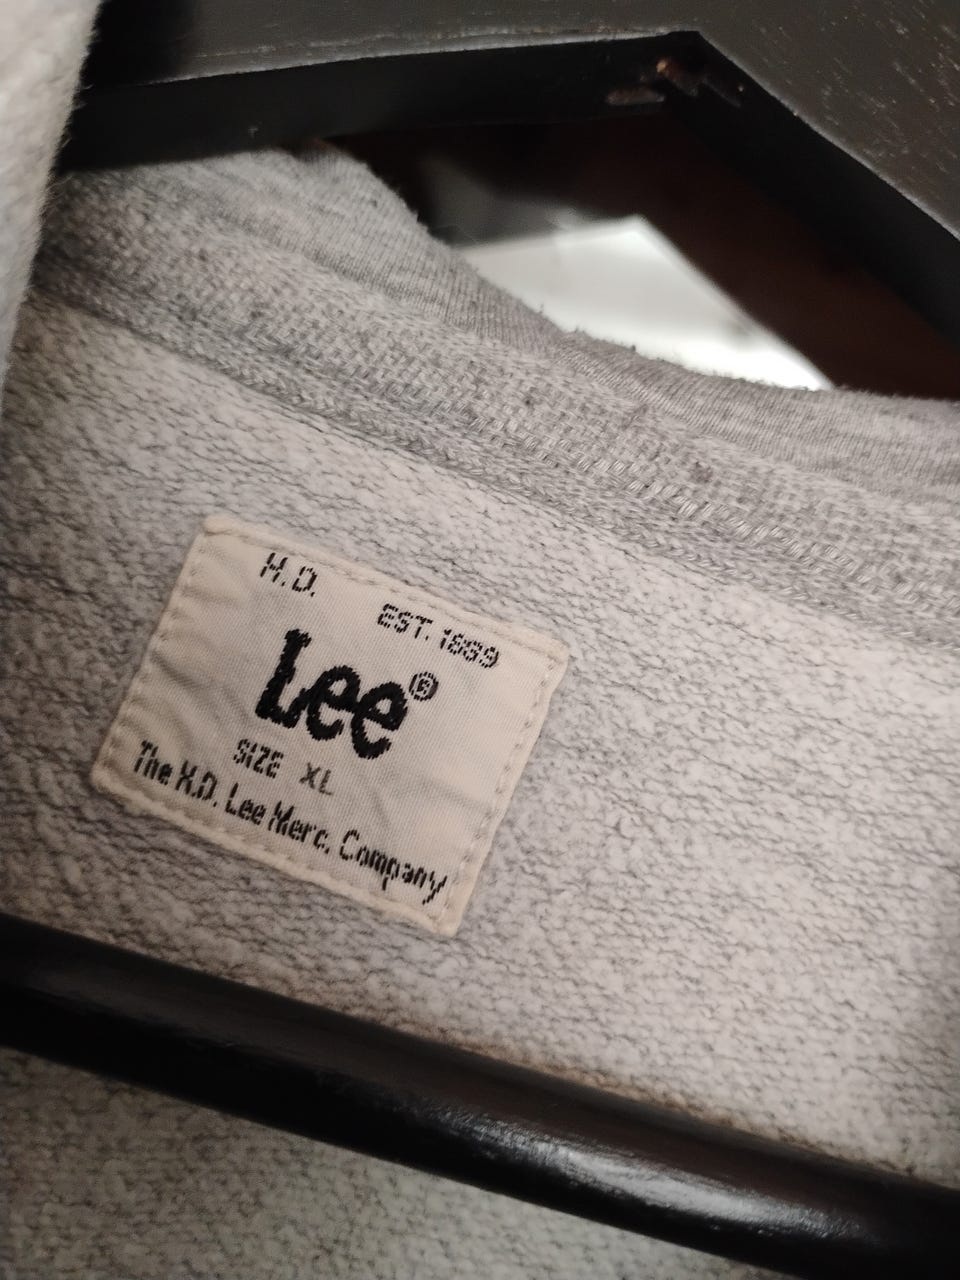 H.D.
EST. 1889
Lee®
SIZE XL
The H.D. Lee Merc. Company